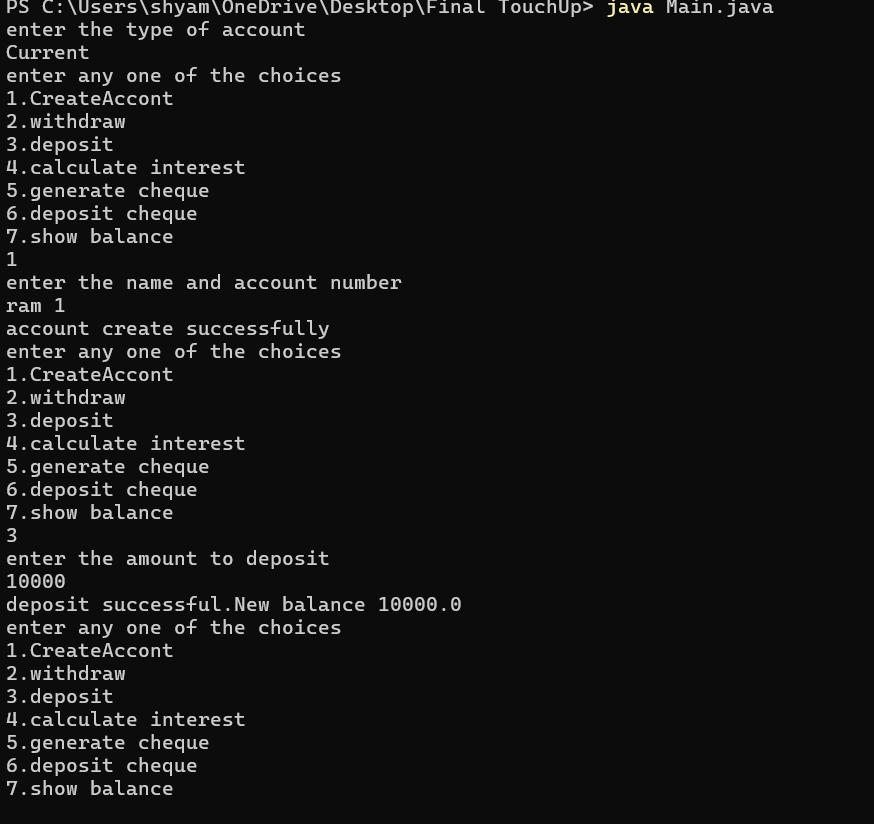 PS C:\Users\shyam\OneDrive\Desktop\Final TouchUp> java Main.java
enter the type of account
Current
enter any one of the choices
1.CreateAccont
2.withdraw
3.deposit
4.calculate interest
5.generate cheque
6.deposit cheque
7.show balance
1
enter the name and account number
ram 1
account create successfully
enter any one of the choices
1.CreateAccont
2.withdraw
3.deposit
4.calculate interest
5.generate cheque
6.deposit cheque
7.show balance
3
enter the amount to deposit
10000
deposit successful.New balance 10000.0
enter any one of the choices
1.CreateAccont
2.withdraw
3.deposit
4.calculate interest
5.generate cheque
6.deposit cheque
7.show balance